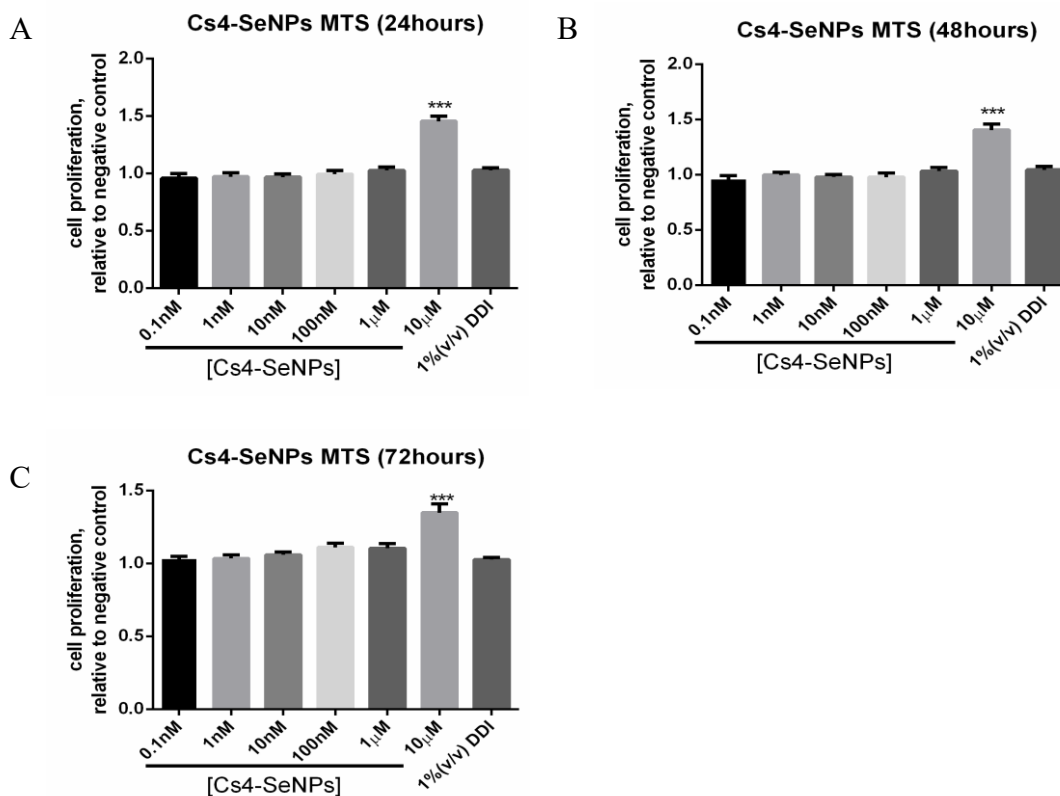 A
Cs4-SeNPs MTS (24hours)
cell proliferation,
relative to negative control
2.0
1.5
1.0
0.5
0.0
***
0.1nM
1nM
10nM
100nM
1μM
10μM
1%(v/v) DDI
[Cs4-SeNPs]
B
Cs4-SeNPs MTS (48hours)
cell proliferation,
relative to negative control
2.0
1.5
1.0
0.5
0.0
***
0.1nM
1nM
10nM
100nM
1μM
10μM
1%(v/v) DDI
[Cs4-SeNPs]
C
Cs4-SeNPs MTS (72hours)
cell proliferation,
relative to negative control
1.5
1.0
0.5
0.0
***
0.1nM
1nM
10nM
100nM
1μM
10μM
1%(v/v) DDI
[Cs4-SeNPs]